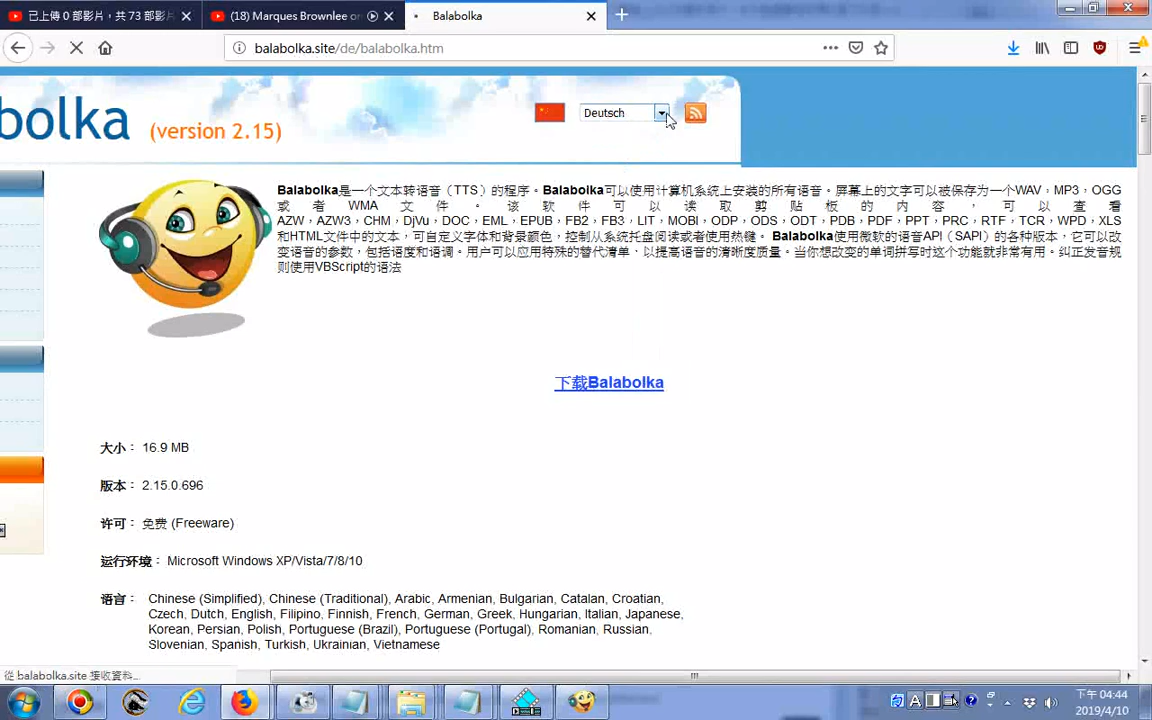 已上傳 0 部影片，共 73 部影片
(18) Marques Brownlee on
Balabolka
balabolka.site/de/balabolka.htm
bolka (version 2.15)
Deutsch
Balabolka是一个文本转语音（TTS）的程序。Balabolka可以使用计算机系统上安装的所有语音。屏幕上的文字可以被保存为一个WAV，MP3，OGG
或者WMA文件。该软件可以读取剪贴板的内容，可以查看
AZW，AZW3，CHM，DjVu，DOC，EML，EPUB，FB2，FB3，LIT，MOBI，ODP，ODS，ODT，PDB，PDF，PPT，PRC，RTF，TCR，WPD，XLS
和HTML文件中的文本，可自定义字体和背景颜色，控制从系统托盘阅读或者使用热键。 Balabolka使用微软的语音API（SAPI）的各种版本，它可以改
变语音的参数，包括语度和语调。用户可以应用特殊的替代清单，以提高语音的清晰度质量。当你想改变的单词拼写时这个功能就非常有用。纠正发音规
则使用VBScript的语法
下载Balabolka
大小： 16.9 MB
版本： 2.15.0.696
许可： 免费 (Freeware)
运行环境： Microsoft Windows XP/Vista/7/8/10
语言： Chinese (Simplified), Chinese (Traditional), Arabic, Armenian, Bulgarian, Catalan, Croatian,
Czech, Dutch, English, Filipino, Finnish, French, German, Greek, Hungarian, Italian, Japanese,
Korean, Persian, Polish, Portuguese (Brazil), Portuguese (Portugal), Romanian, Russian,
Slovenian, Spanish, Turkish, Ukrainian, Vietnamese
從 balabolka.site 接收資料...
下午 04:44
2019/4/10